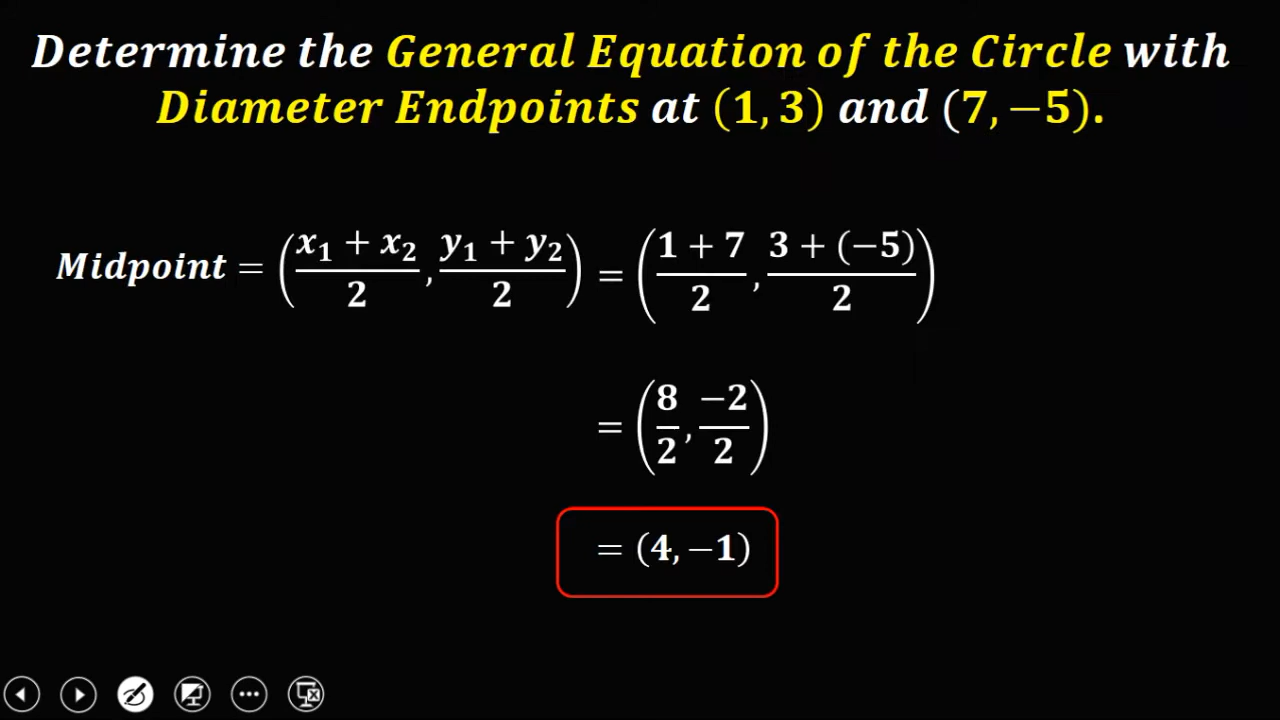 Determine the General Equation of the Circle with
Diameter Endpoints at (1, 3) and (7, −5).
Midpoint = ((x₁ + x₂)/2, (y₁ + y₂)/2) = ((1 + 7)/2, (3 + (−5))/2)
= (8/2, −2/2)
= (4, −1)